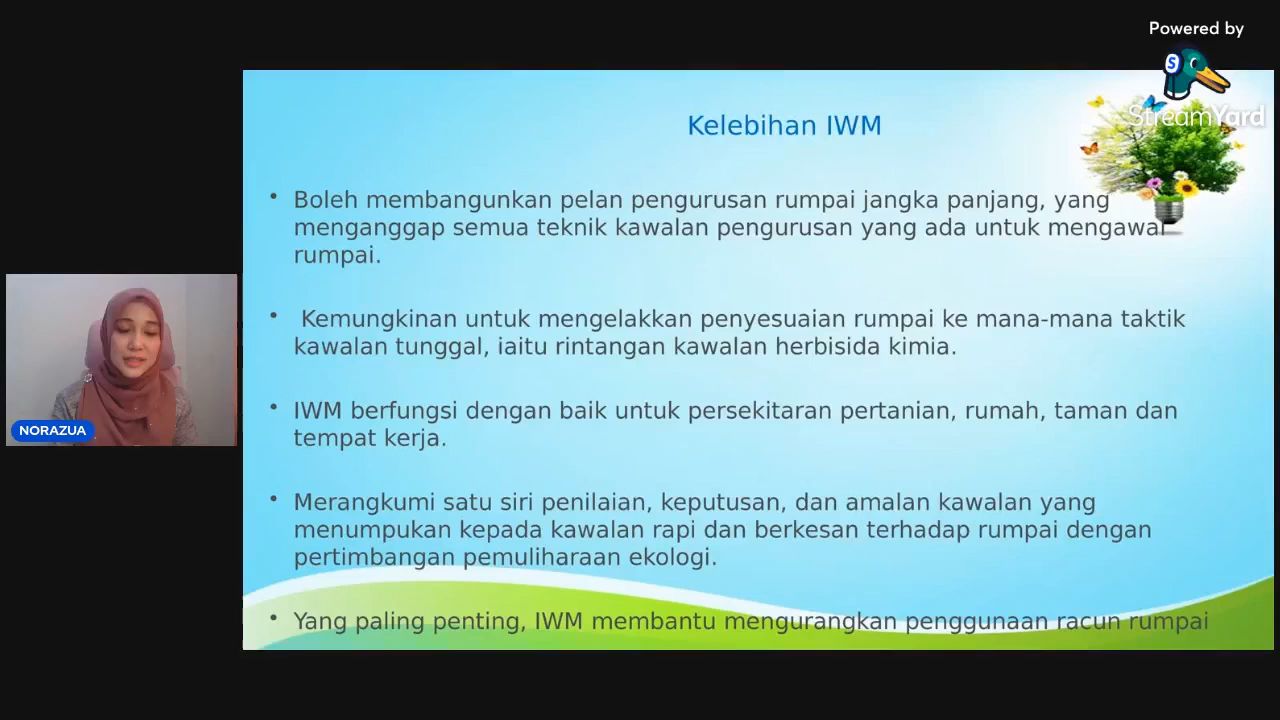 Powered by
StreamYard
Kelebihan IWM
• Boleh membangunkan pelan pengurusan rumpai jangka panjang, yang
menganggap semua teknik kawalan pengurusan yang ada untuk mengawal
rumpai.
• Kemungkinan untuk mengelakkan penyesuaian rumpai ke mana-mana taktik
kawalan tunggal, iaitu rintangan kawalan herbisida kimia.
• IWM berfungsi dengan baik untuk persekitaran pertanian, rumah, taman dan
tempat kerja.
• Merangkumi satu siri penilaian, keputusan, dan amalan kawalan yang
menumpukan kepada kawalan rapi dan berkesan terhadap rumpai dengan
pertimbangan pemuliharaan ekologi.
• Yang paling penting, IWM membantu mengurangkan penggunaan racun rumpai
NORAZUA